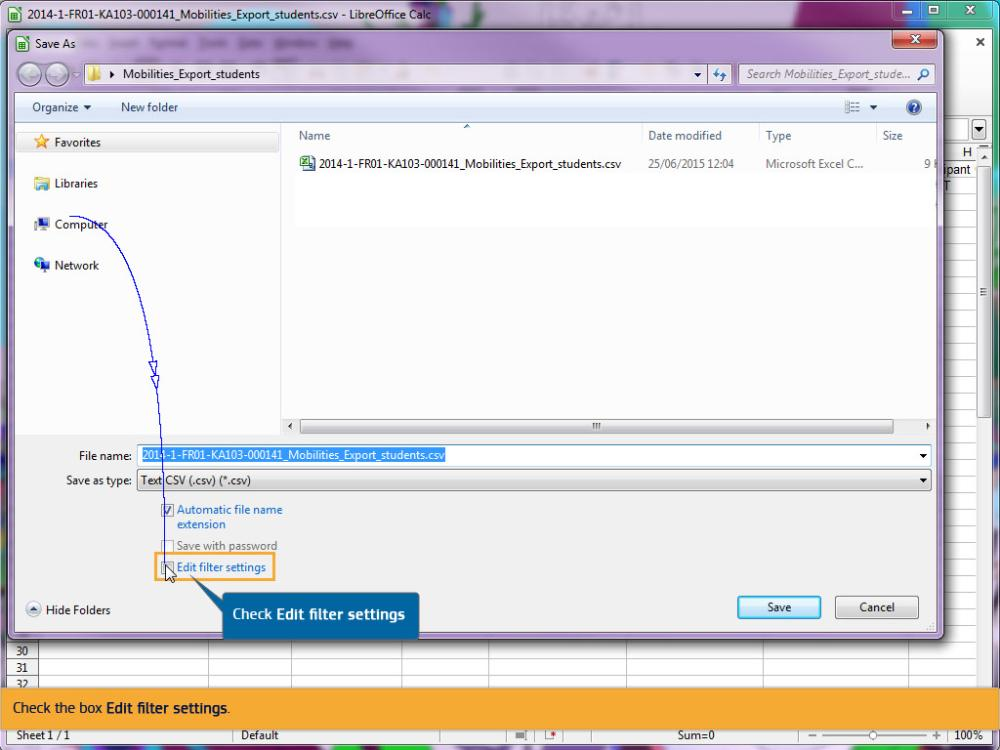 2014-1-FR01-KA103-000141_Mobilities_Export_students.csv - LibreOffice Calc
Save As
Mobilities_Export_students
Search Mobilities_Export_stude...
Organize
New folder
Name
Date modified
Type
Size
Favorites
2014-1-FR01-KA103-000141_Mobilities_Export_students.csv
25/06/2015 12:04
Microsoft Excel C...
9
H
ipant
T
Libraries
Computer
Network
File name:
2014-1-FR01-KA103-000141_Mobilities_Export_students.csv
Save as type:
Text CSV (.csv) (*.csv)
Automatic file name
extension
Save with password
Edit filter settings
Check Edit filter settings
Hide Folders
Save
Cancel
30
31
32
Check the box Edit filter settings.
Sheet 1 / 1
Default
Sum=0
100%